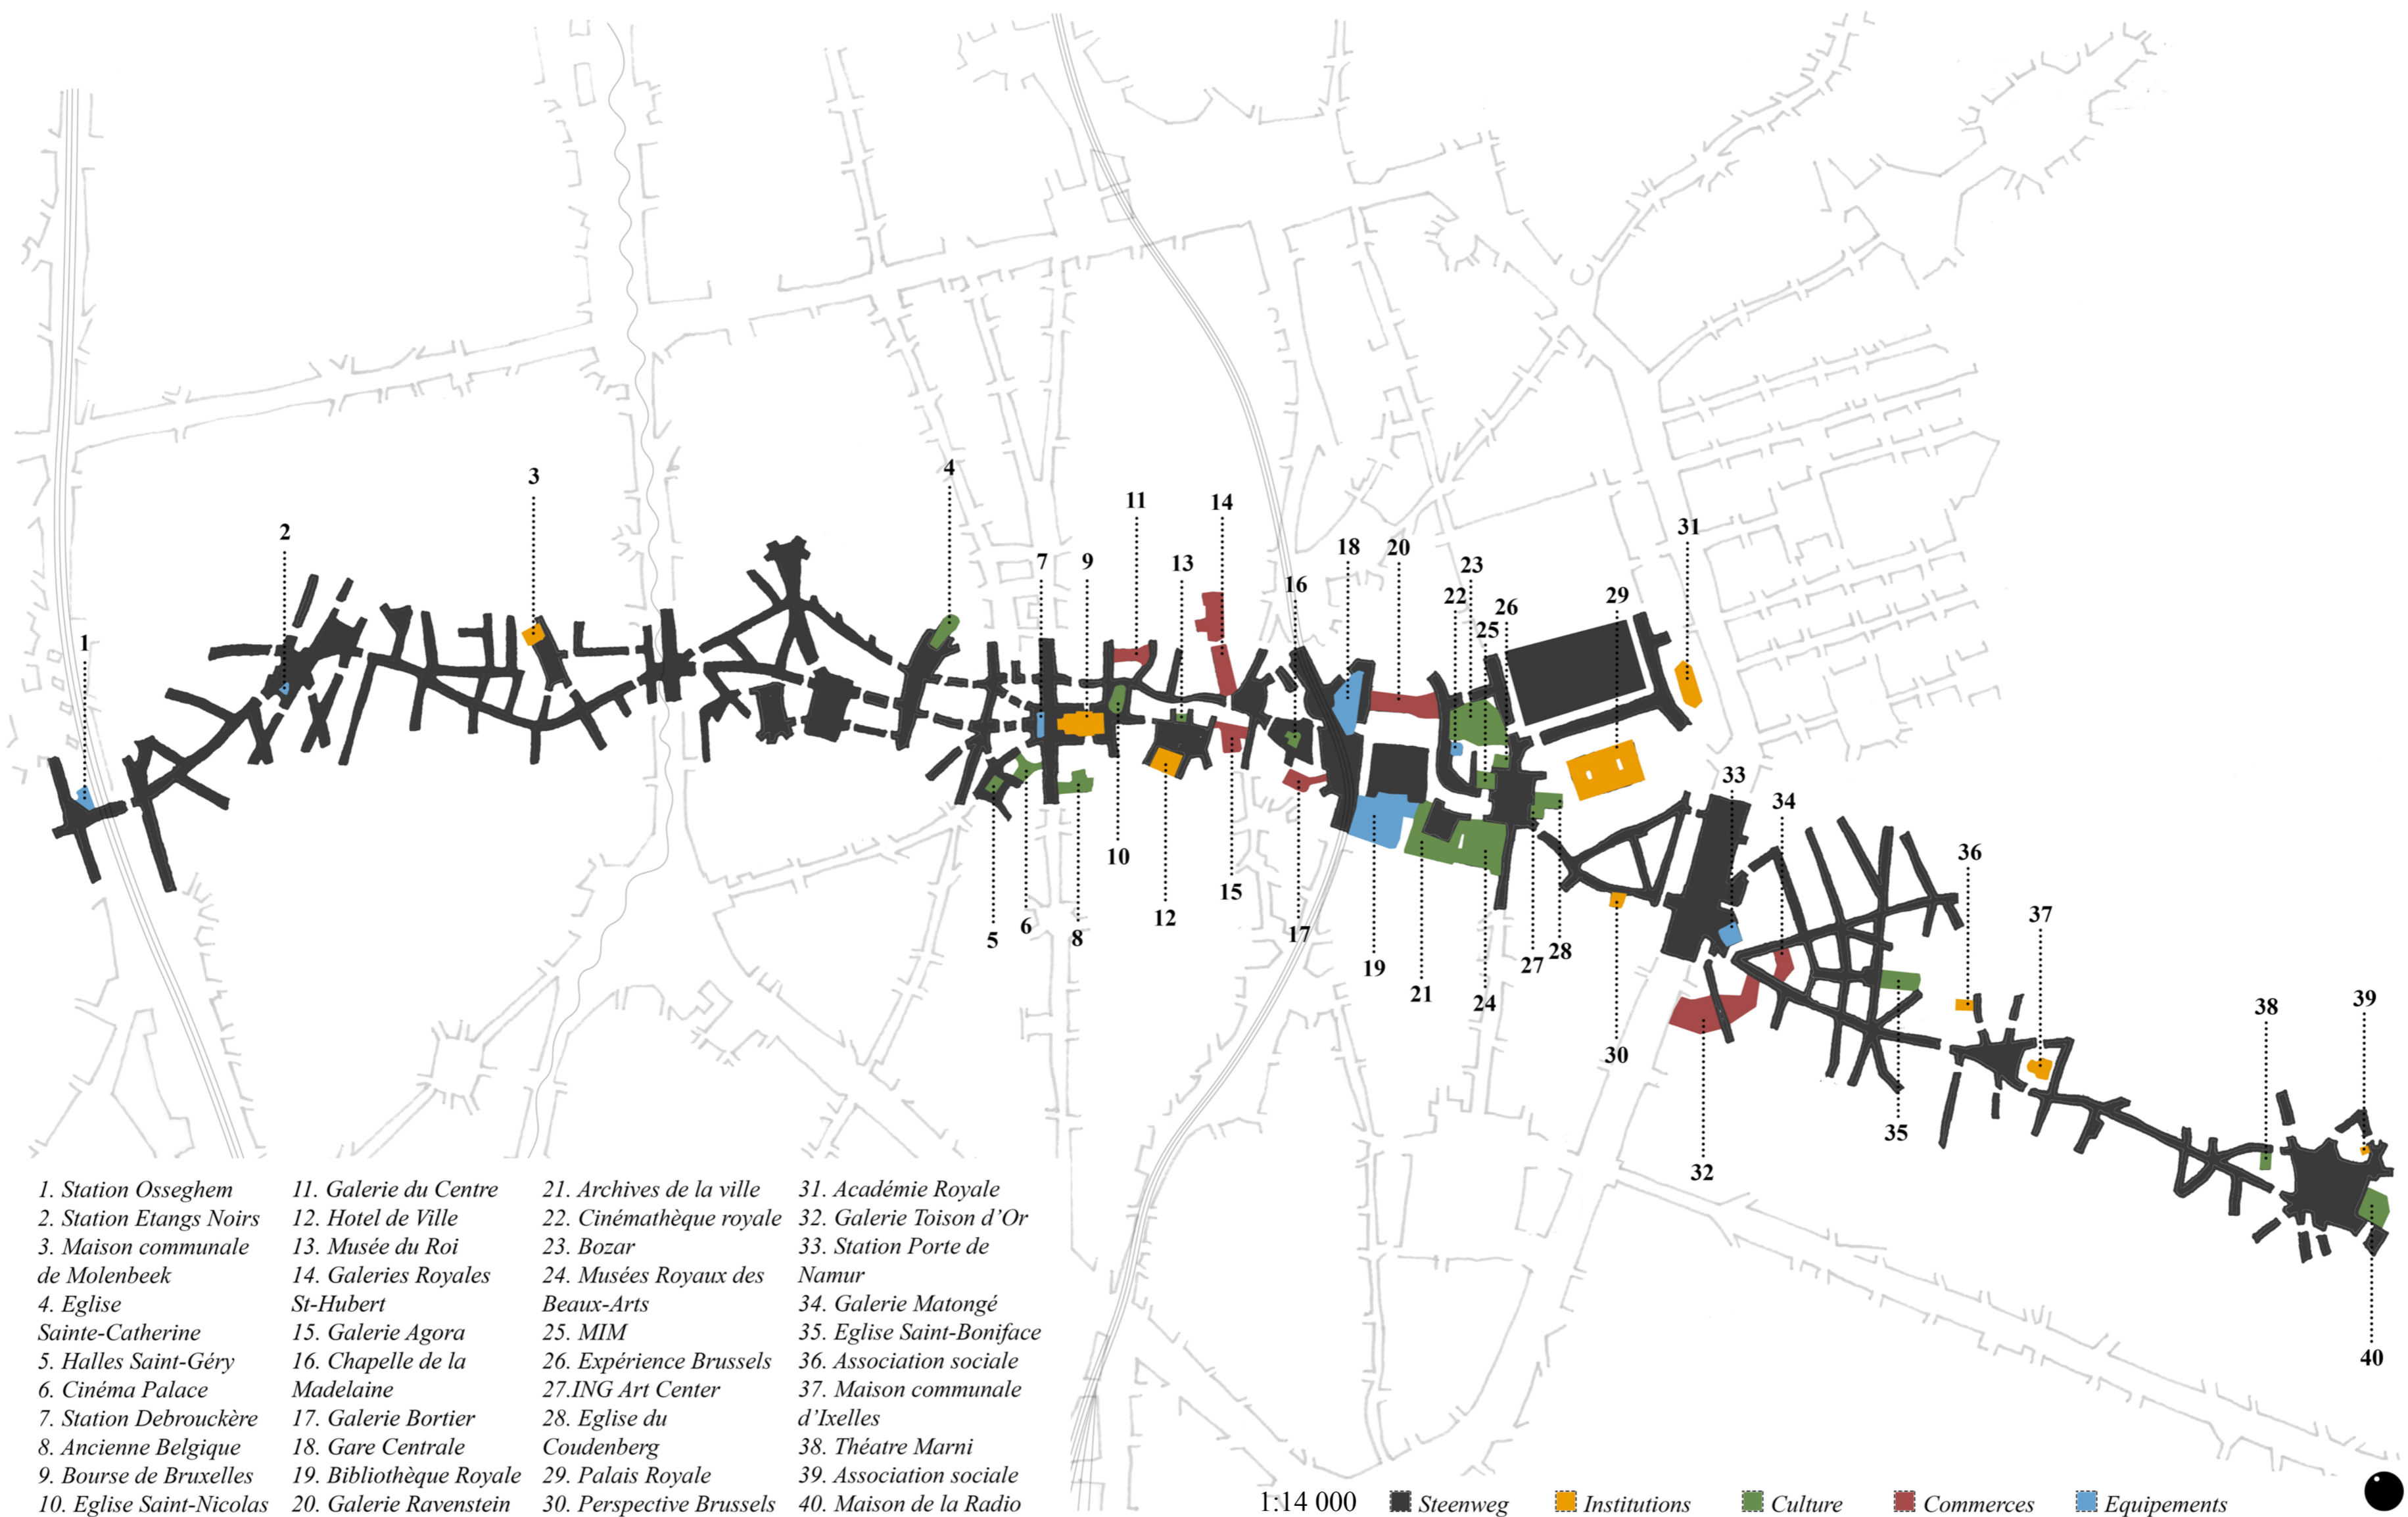 3
4
11
14
2
31
18
20
7
9
13
23
16
22
26
29
25
1
33
34
36
10
15
37
12
17
5
6
8
28
27
19
21
24
38
39
30
35
32
40
1. Station Osseghem
2. Station Etangs Noirs
3. Maison communale
de Molenbeek
4. Eglise
Sainte-Catherine
5. Halles Saint-Géry
6. Cinéma Palace
7. Station Debrouckère
8. Ancienne Belgique
9. Bourse de Bruxelles
10. Eglise Saint-Nicolas
11. Galerie du Centre
12. Hotel de Ville
13. Musée du Roi
14. Galeries Royales
St-Hubert
15. Galerie Agora
16. Chapelle de la
Madelaine
17. Galerie Bortier
18. Gare Centrale
19. Bibliothèque Royale
20. Galerie Ravenstein
21. Archives de la ville
22. Cinémathèque royale
23. Bozar
24. Musées Royaux des
Beaux-Arts
25. MIM
26. Expérience Brussels
27.ING Art Center
28. Eglise du
Coudenberg
29. Palais Royale
30. Perspective Brussels
31. Académie Royale
32. Galerie Toison d'Or
33. Station Porte de
Namur
34. Galerie Matongé
35. Eglise Saint-Boniface
36. Association sociale
37. Maison communale
d'Ixelles
38. Théatre Marni
39. Association sociale
40. Maison de la Radio
1:14 000
Steenweg
Institutions
Culture
Commerces
Equipements